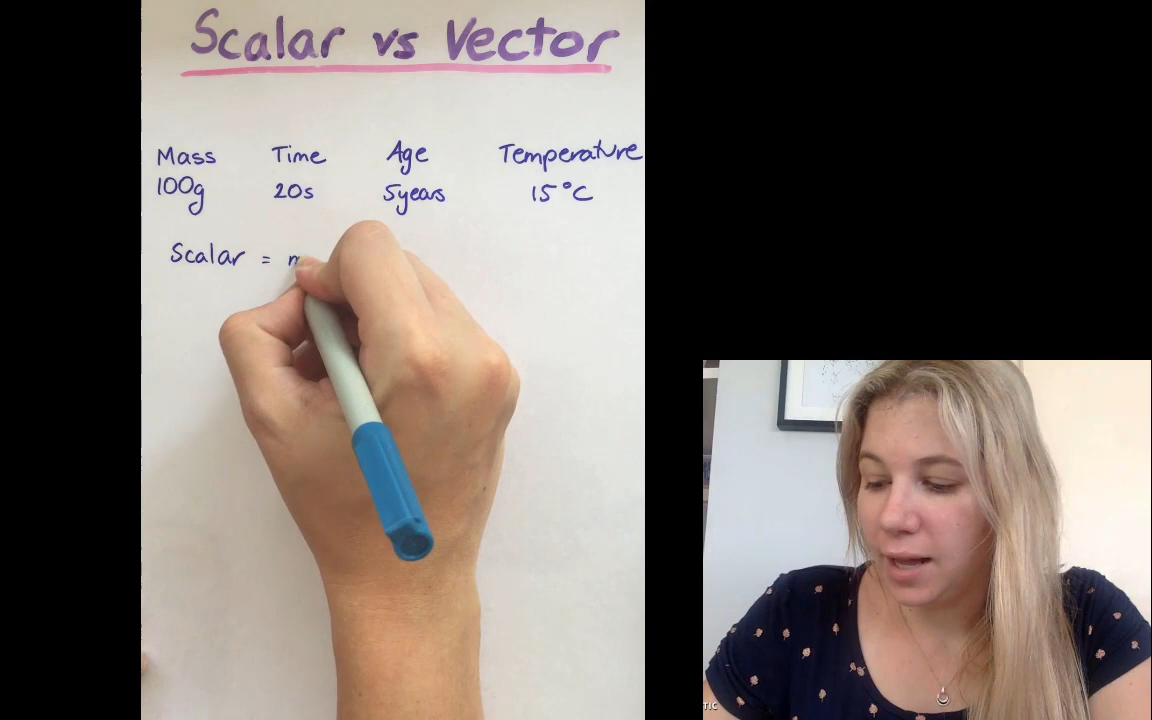 Scalar vs Vector
Mass Time Age Temperature
100g 20s 5years 15°C
Scalar = m